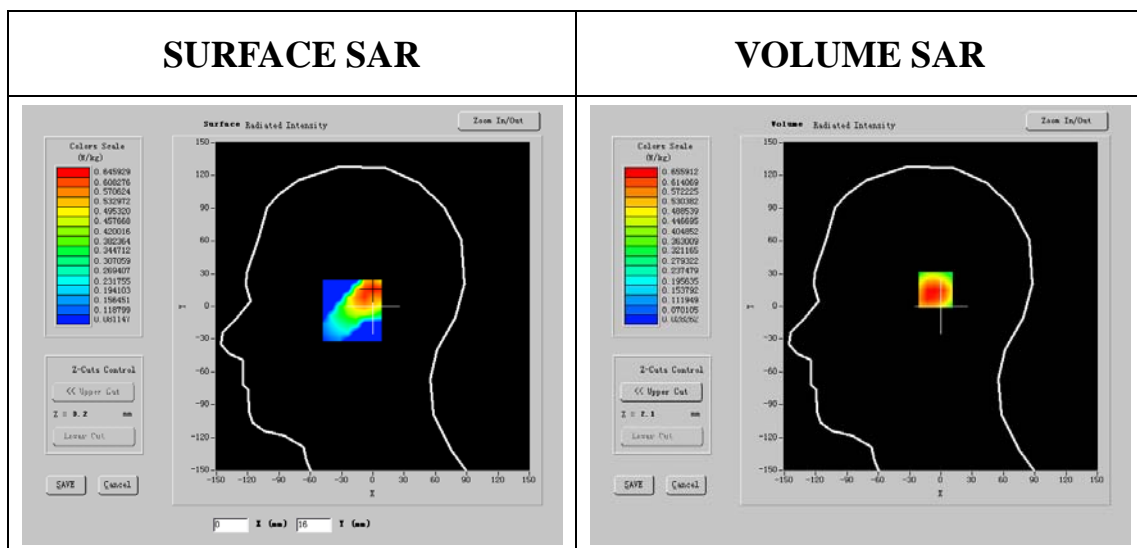 SURFACE SAR
VOLUME SAR
Surface Radiated Intensity
Zoom In/Out
Colors Scale
(W/kg)
0.645929
0.608276
0.570624
0.532972
0.495320
0.457668
0.420016
0.382364
0.344712
0.307059
0.269407
0.231755
0.194103
0.156451
0.118799
0.081147
150
120
90
60
30
0
-30
-60
-90
-120
-150
Y
-150 -120 -90 -60 -30 0 30 60 90 120 150
X
Z-Cuts Control
<< Upper Cut
mm
Lower Cut
SAVE
Cancel
0 X (mm) 16 Y (mm)
Volume Radiated Intensity
Zoom In/Out
Colors Scale
(W/kg)
0.655912
0.614069
0.572225
0.530382
0.488539
0.446695
0.404852
0.363009
0.321165
0.279322
0.237479
0.195635
0.153792
0.111949
0.070105
150
120
90
60
30
0
-30
-60
-90
-120
-150
Y
-150 -120 -90 -60 -30 0 30 60 90 120 150
X
Z-Cuts Control
<< Upper Cut
mm
Lower Cut
SAVE
Cancel